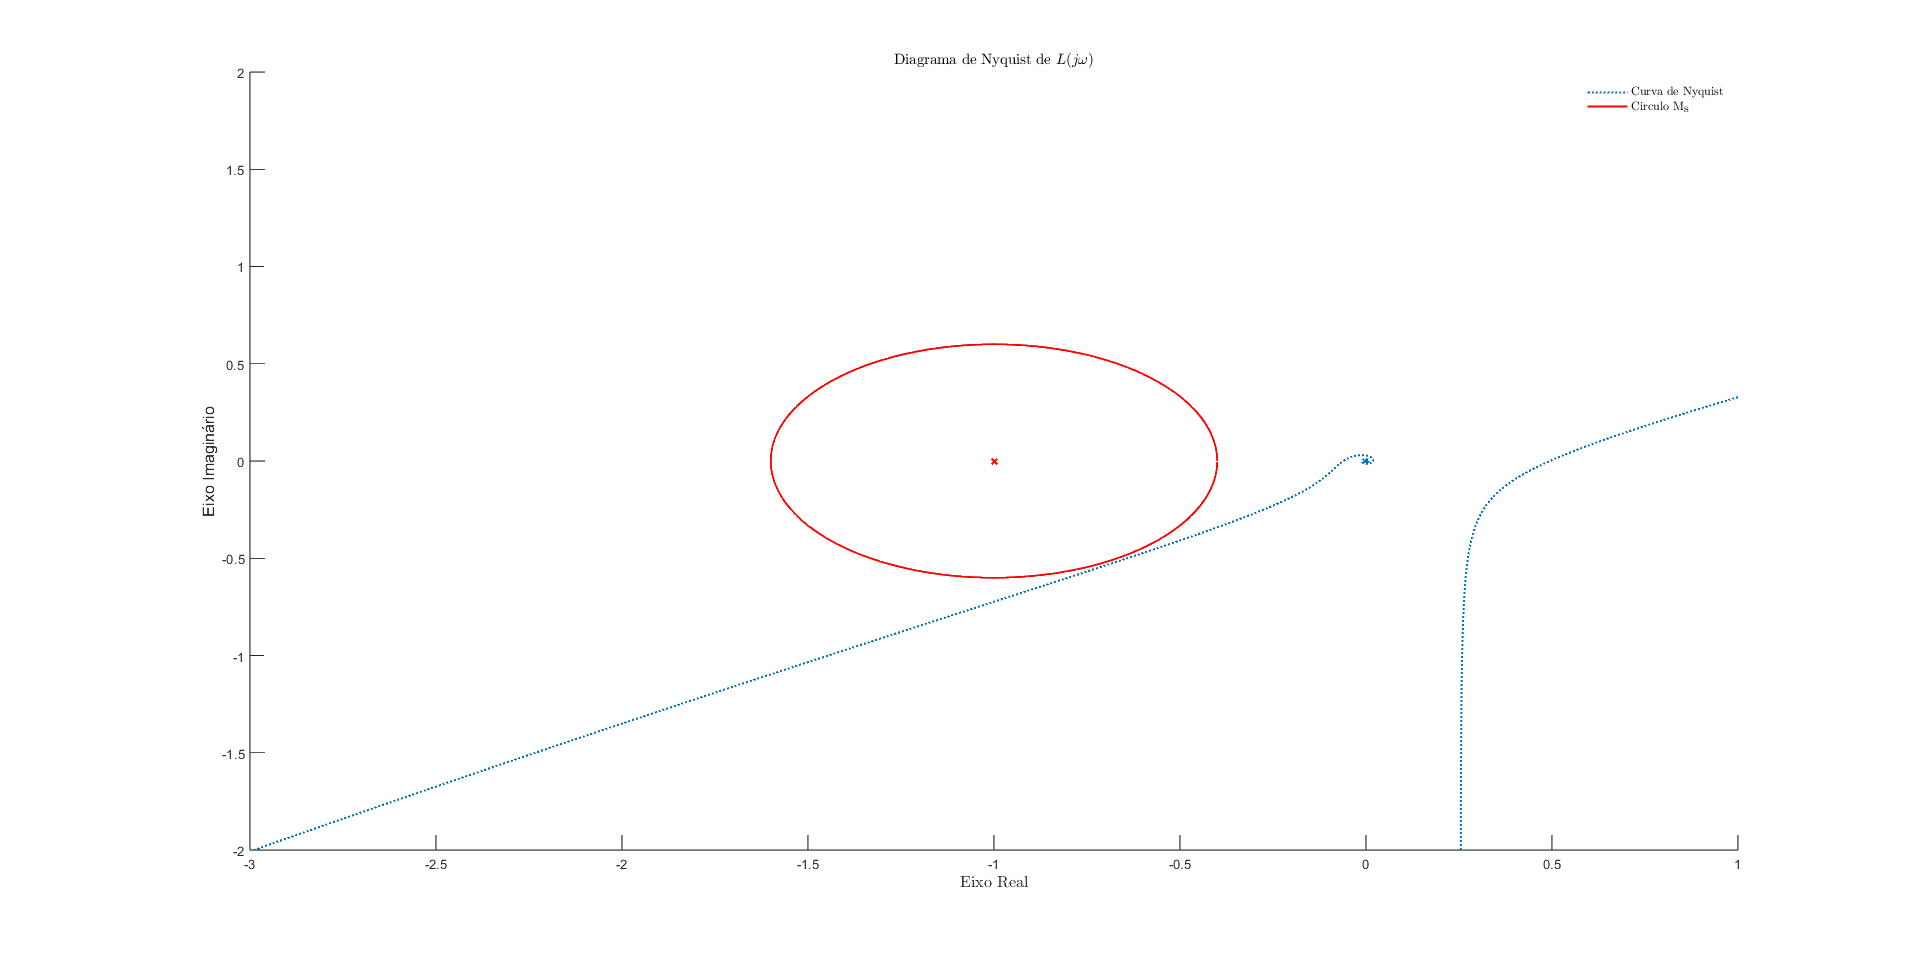 Diagrama de Nyquist de L(jω)
Curva de Nyquist
Circulo Ms
2
1.5
1
0.5
0
-0.5
-1
-1.5
-2
Eixo Imaginário
-3 -2.5 -2 -1.5 -1 -0.5 0 0.5 1
Eixo Real